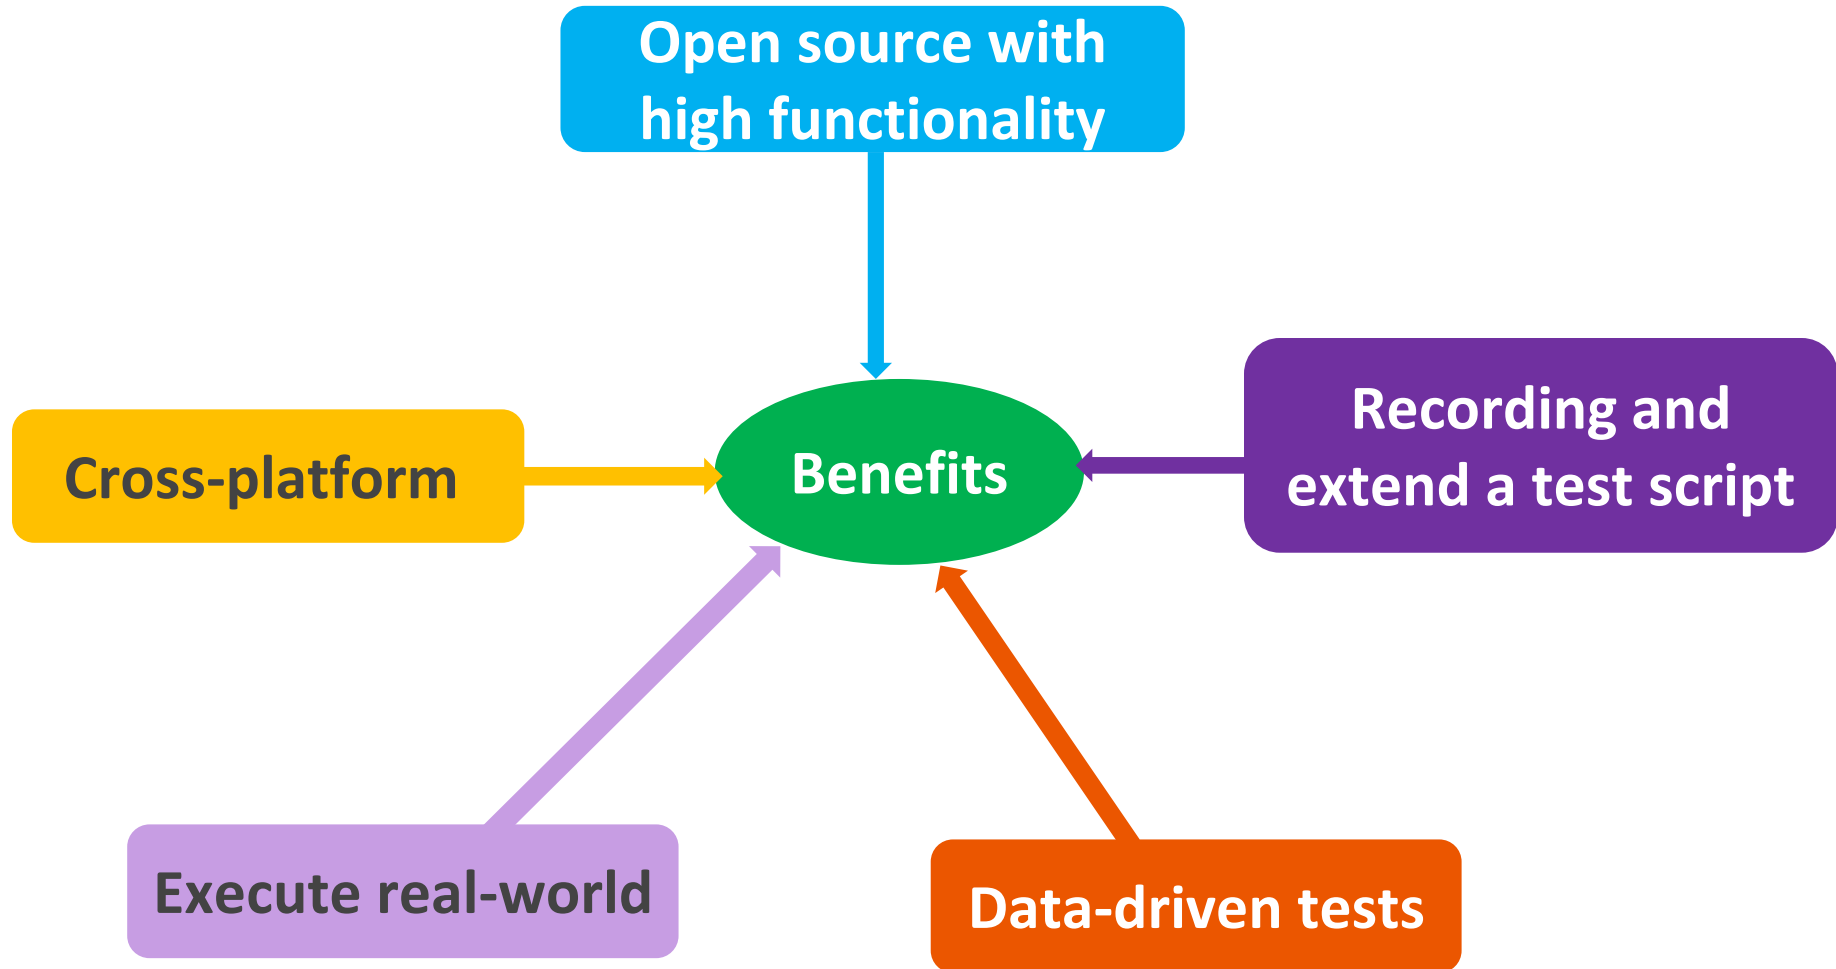 Open source with
high functionality
Cross-platform
Benefits
Recording and
extend a test script
Execute real-world
Data-driven tests